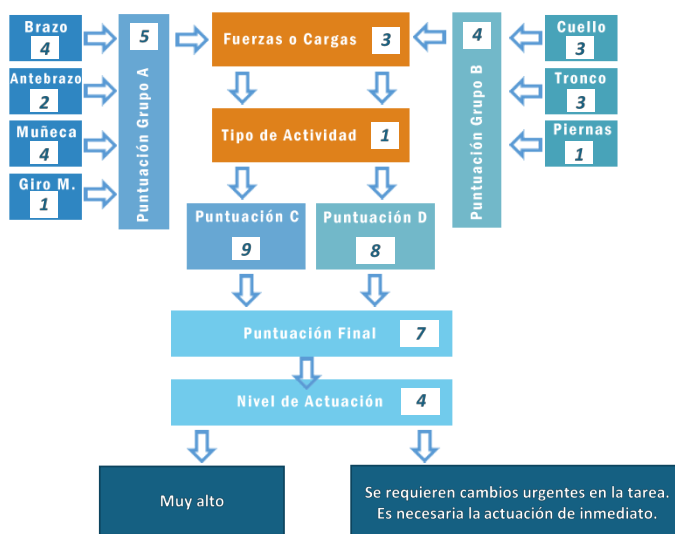 Brazo
4
Antebrazo
2
Muñeca
4
Giro M.
1
5
Puntuación Grupo A
Fuerzas o Cargas 3
Tipo de Actividad 1
4
Puntuación Grupo B
Cuello
3
Tronco
3
Piernas
1
Puntuación C
9
Puntuación D
8
Puntuación Final 7
Nivel de Actuación 4
Muy alto
Se requieren cambios urgentes en la tarea.
Es necesaria la actuación de inmediato.